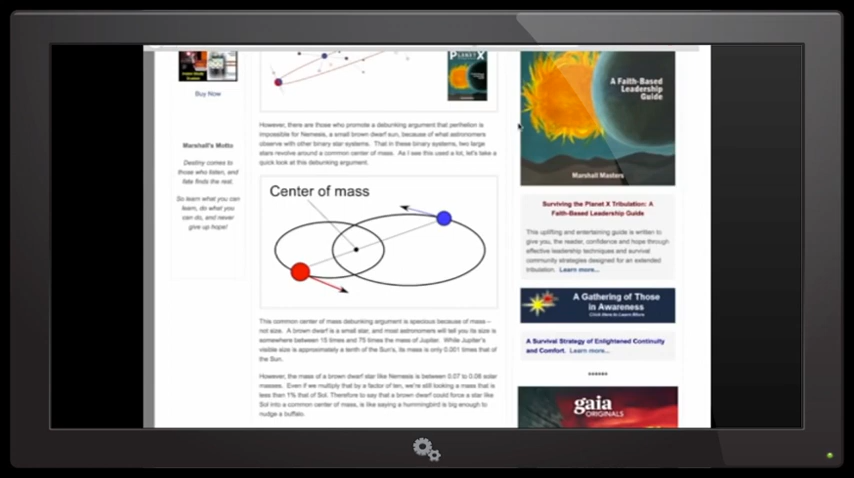 PLANET X
Buy Now
Marshall's Motto
Destiny comes to
those who listen, and
fate finds the rest.
So learn what you can
learn, do what you
can do, and never
give up hope!
However, there are those who promote a debunking argument that perihelion is
impossible for Nemesis, a small brown dwarf sun, because of what astronomers
observe with other binary star systems. That in these binary systems, two large
stars revolve around a common center of mass. As I see this used a lot, let's take a
quick look at this debunking argument.
Center of mass
This common center of mass debunking argument is specious because of mass –
not size. A brown dwarf is a small star, and most astronomers will tell you its size is
somewhere between 15 times and 75 times the mass of Jupiter. While Jupiter's
visible size is approximately a tenth of the Sun's, its mass is only 0.001 times that of
the Sun.
However, the mass of a brown dwarf star like Nemesis is between 0.07 to 0.08 solar
masses. Even if we multiply that by a factor of ten, we're still looking a mass that is
less than 1% that of Sol. Therefore to say that a brown dwarf could force a star like
Sol into a common center of mass, is like saying a hummingbird is big enough to
nudge a buffalo.
A Faith-Based
Leadership
Guide
Marshall Masters
Surviving the Planet X Tribulation: A
Faith-Based Leadership Guide
This uplifting and entertaining guide is written to
give you, the reader, confidence and hope through
effective leadership techniques and survival
community strategies designed for an extended
tribulation. Learn more...
A Gathering of Those
in Awareness
Click Here to Learn More
A Survival Strategy of Enlightened Continuity
and Comfort. Learn more...
******
gaia
ORIGINALS